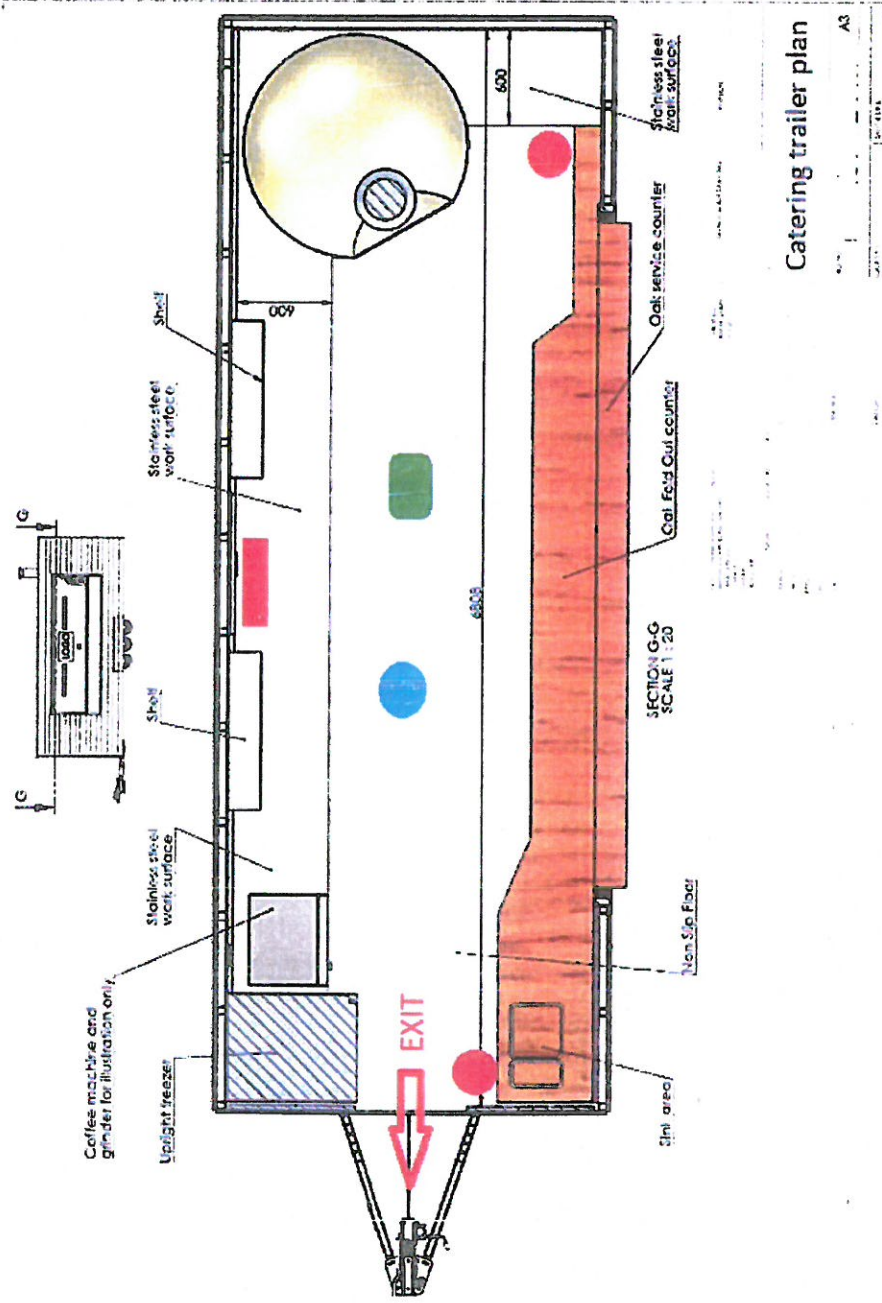 G
G
LOGO
Coffee machine and
grinder for illustration only
Upright freezer
Stainless steel
work surface
Shelf
Stainless steel
work surface
Shelf
600
600
EXIT
6808
Stainless steel
work surface
Sink area
Non Slip Floor
SECTION G-G
SCALE 1 : 20
Oak Fold Out counter
Oak service counter
Catering trailer plan
A3